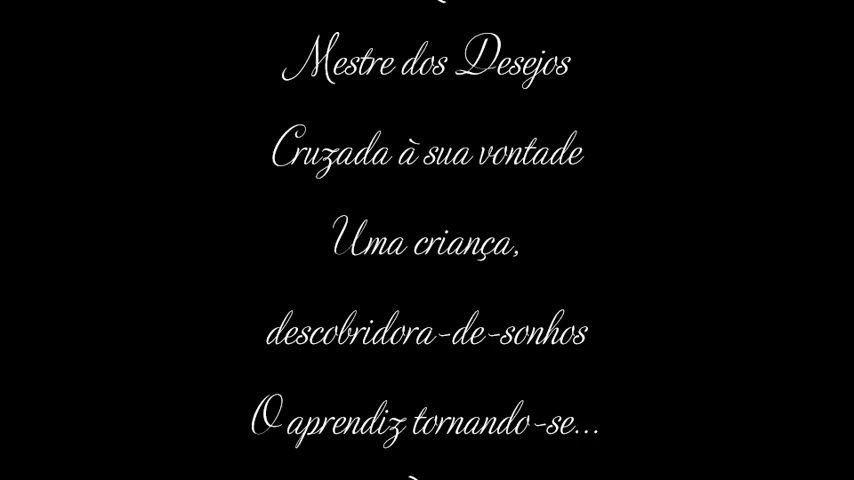 Mestre dos Desejos
Cruzada à sua vontade
Uma criança,
descobridora-de-sonhos
O aprendiz tornando-se...